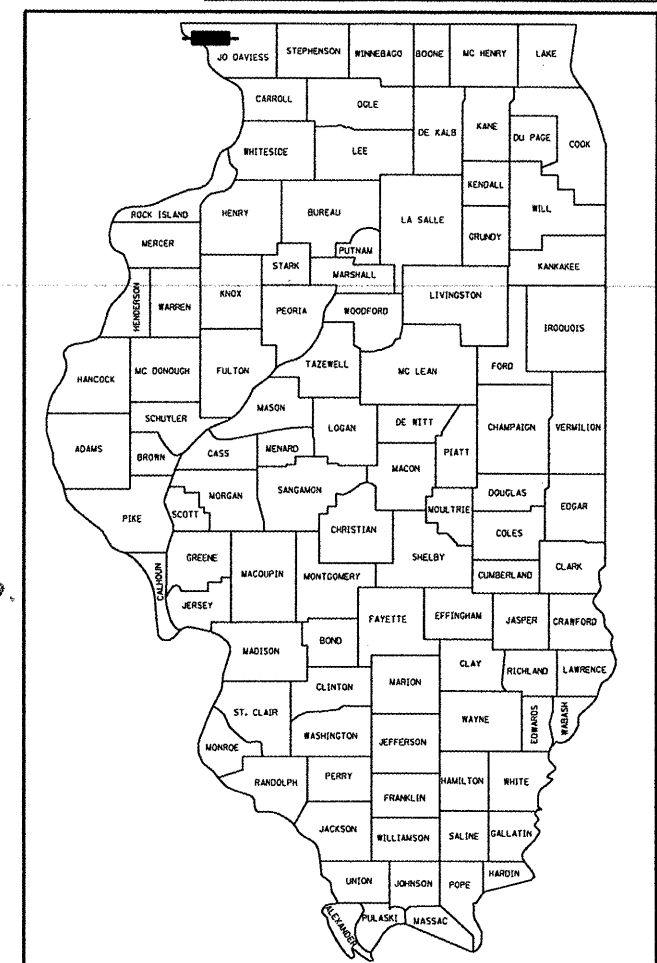 JO DAVIESS
STEPHENSON
WINNEBAGO
BOONE
MC HENRY
LAKE
CARROLL
OGLE
DE KALB
KANE
DU PAGE
COOK
WHITESIDE
LEE
KENDALL
WILL
ROCK ISLAND
HENRY
BUREAU
LA SALLE
GRUNDY
MERCER
PUTNAM
STARK
MARSHALL
KANKAKEE
HENDERSON
WARREN
KNOX
PEORIA
WOODFORD
LIVINGSTON
IROQUOIS
HANCOCK
MC DONOUGH
FULTON
TAZEWELL
MC LEAN
FORD
MASON
SCHUYLER
LOGAN
DE WITT
CHAMPAIGN
VERMILION
ADAMS
BROWN
CASS
MENARD
PIATT
MACON
MORGAN
SANGAMON
DOUGLAS
EDGAR
PIKE
SCOTT
CHRISTIAN
MOULTRIE
COLES
GREENE
SHELBY
CALHOUN
MACOUPIN
MONTGOMERY
CUMBERLAND
CLARK
JERSEY
FAYETTE
EFFINGHAM
JASPER
CRAWFORD
MADISON
BOND
CLAY
RICHLAND
LAWRENCE
CLINTON
MARION
ST. CLAIR
WAYNE
EDWARDS
WABASH
WASHINGTON
JEFFERSON
MONROE
RANDOLPH
PERRY
HAMILTON
WHITE
FRANKLIN
JACKSON
WILLIAMSON
SALINE
GALLATIN
UNION
JOHNSON
POPE
HARDIN
ALEXANDER
PULASKI
MASSAC